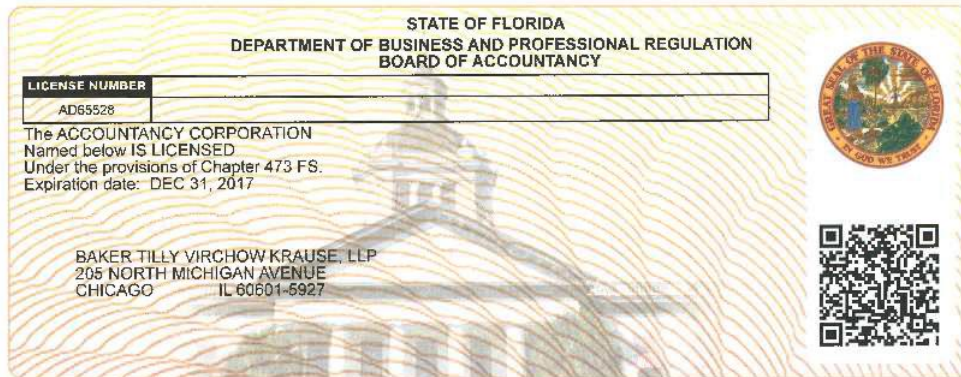 STATE OF FLORIDA
DEPARTMENT OF BUSINESS AND PROFESSIONAL REGULATION
BOARD OF ACCOUNTANCY
LICENSE NUMBER
AD65528
The ACCOUNTANCY CORPORATION
Named below IS LICENSED
Under the provisions of Chapter 473 FS.
Expiration date: DEC 31, 2017
BAKER TILLY VIRCHOW KRAUSE, LLP
205 NORTH MICHIGAN AVENUE
CHICAGO IL 60601-5927
GREAT SEAL OF THE STATE OF FLORIDA
IN GOD WE TRUST